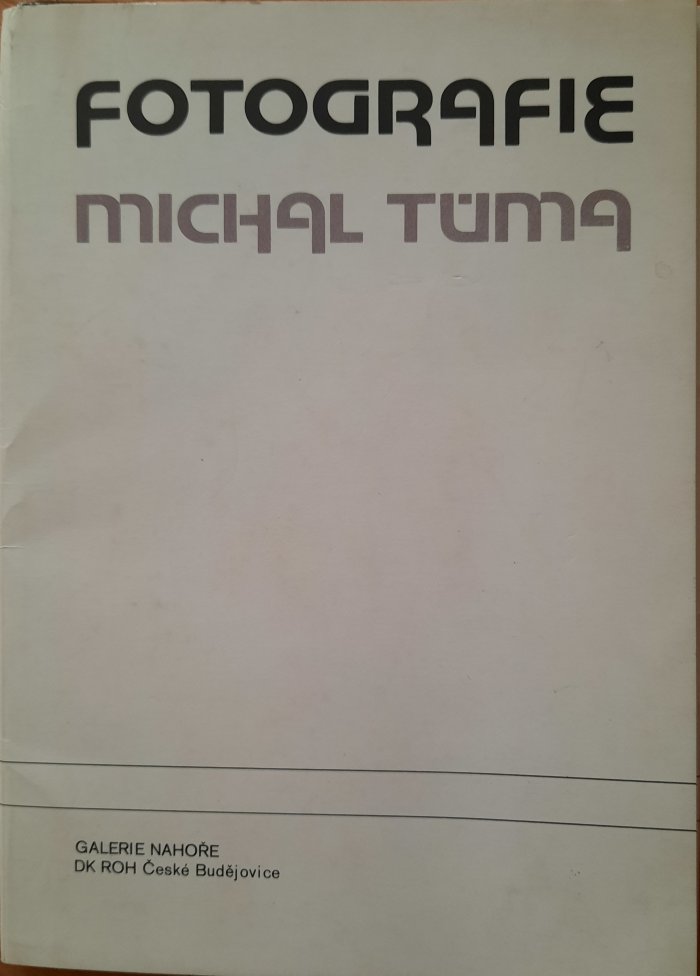 FOTOGRAFIE
MICHAL TŮMA
GALERIE NAHOŘE
DK ROH České Budějovice